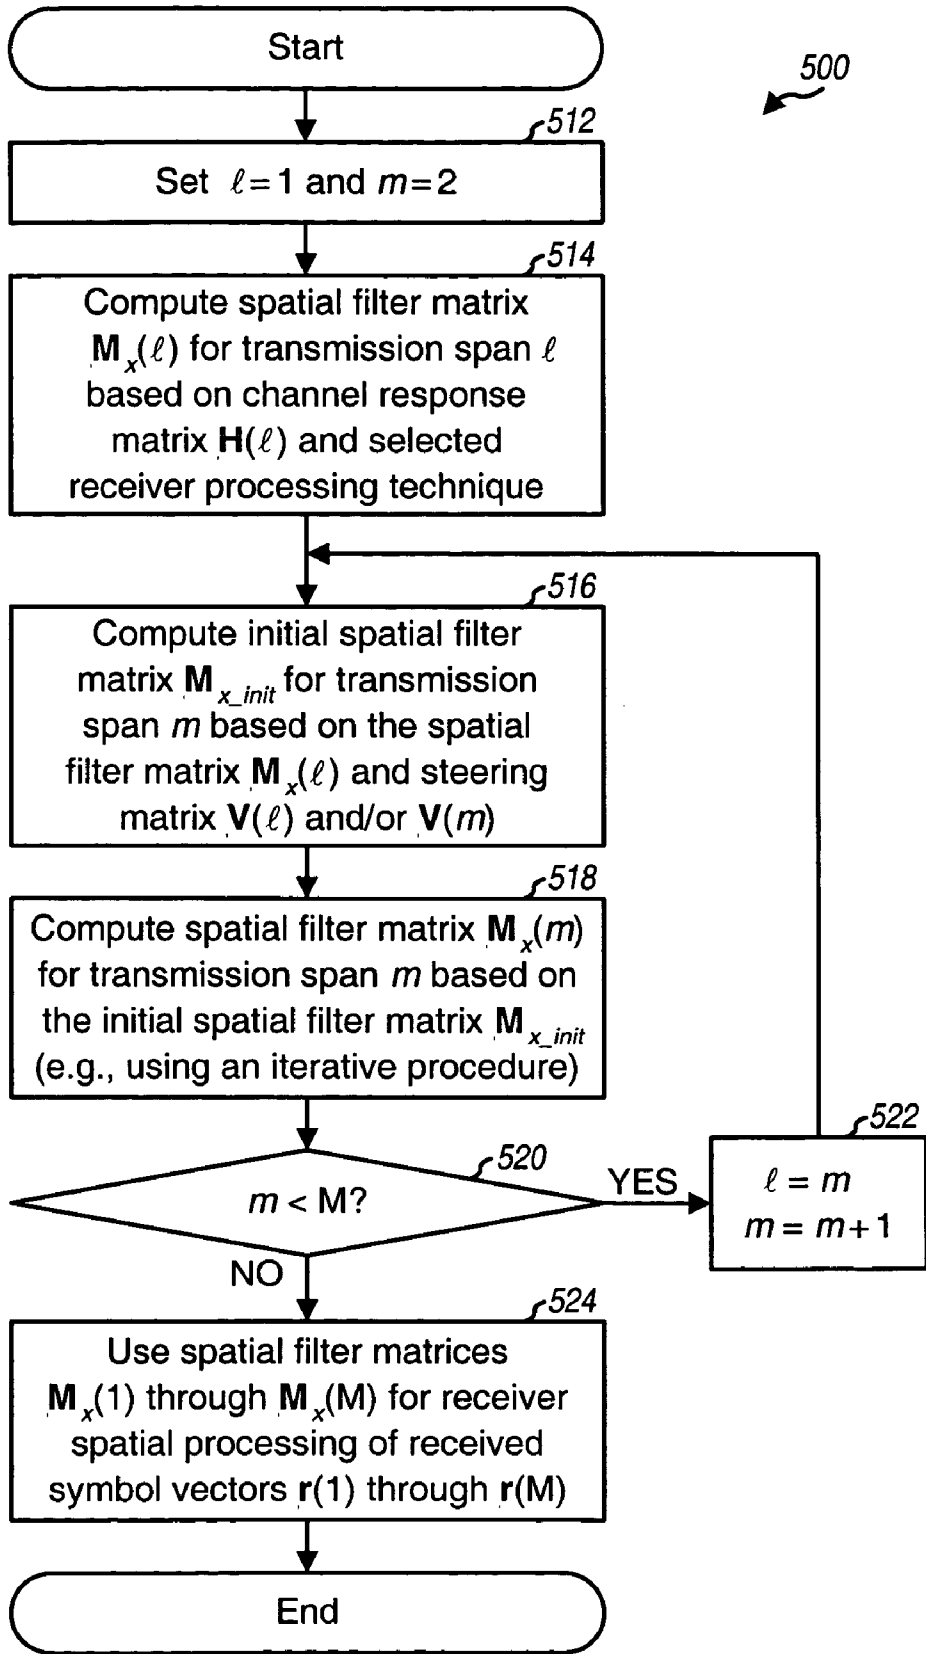 Start
500
512
Set ℓ=1 and m=2
514
Compute spatial filter matrix
Mx(ℓ) for transmission span ℓ
based on channel response
matrix H(ℓ) and selected
receiver processing technique
516
Compute initial spatial filter
matrix Mx_init for transmission
span m based on the spatial
filter matrix Mx(ℓ) and steering
matrix V(ℓ) and/or V(m)
518
Compute spatial filter matrix Mx(m)
for transmission span m based on
the initial spatial filter matrix Mx_init
(e.g., using an iterative procedure)
520
m < M?
YES
522
ℓ = m
m = m+1
NO
524
Use spatial filter matrices
Mx(1) through Mx(M) for receiver
spatial processing of received
symbol vectors r(1) through r(M)
End